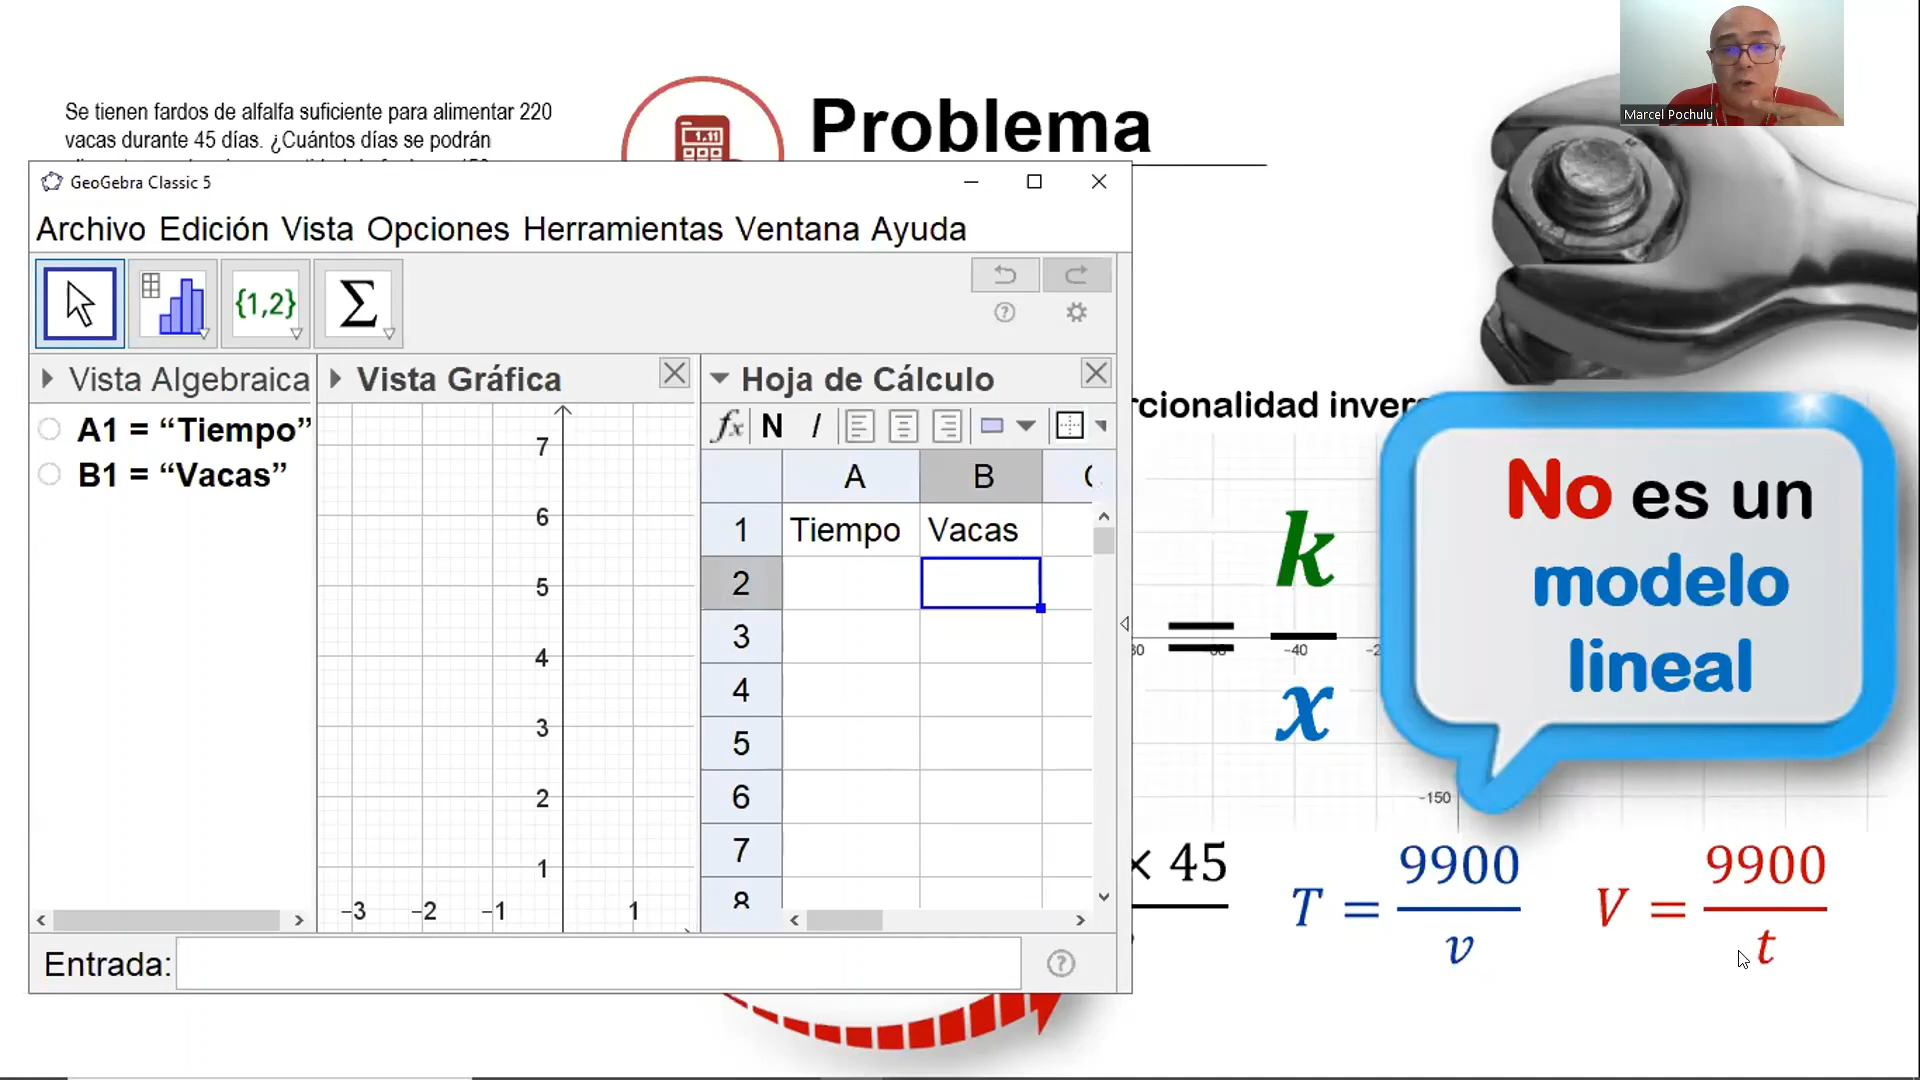 Se tienen fardos de alfalfa suficiente para alimentar 220
vacas durante 45 días. ¿Cuántos días se podrán
1.11
Problema
Marcel Pochulu
GeoGebra Classic 5
Archivo Edición Vista Opciones Herramientas Ventana Ayuda
{1,2}
Σ
Vista Algebraica
A1 = “Tiempo”
B1 = “Vacas”
Vista Gráfica
7
6
5
4
3
2
1
−3 −2 −1 1
Hoja de Cálculo
fx N I
A B
1 Tiempo Vacas
2
3
4
5
6
7
8
Entrada:
rcionalidad invers
= k
x
−40
−150
No es un
modelo
lineal
× 45
T = 9900
v
V = 9900
t